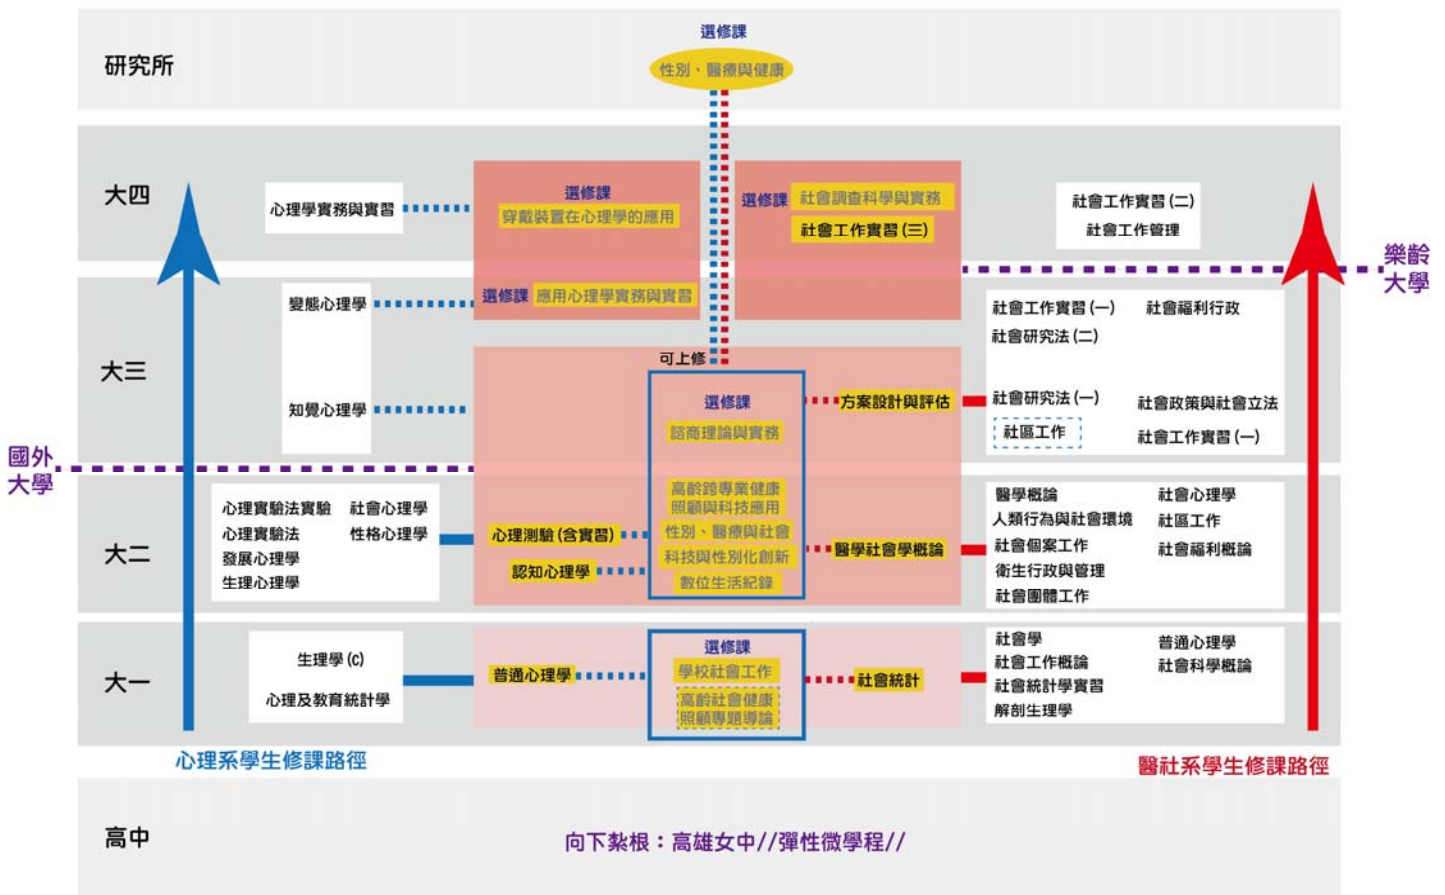 選修課
研究所
性別、醫療與健康
大四
心理學實務與實習
選修課
穿戴裝置在心理學的應用
選修課
社會調查科學與實務
社會工作實習(三)
社會工作實習(二)
社會工作管理
樂齡
大學
變態心理學
選修課
應用心理學實務與實習
社會工作實習(一)
社會福利行政
社會研究法(二)
大三
可上修
知覺心理學
選修課
諮商理論與實務
方案設計與評估
社會研究法(一)
社會政策與社會立法
社區工作
社會工作實習(一)
國外
大學
大二
心理實驗法實驗
社會心理學
心理實驗法
性格心理學
發展心理學
生理心理學
心理測驗(含實習)
認知心理學
高齡跨專業健康
照顧與科技應用
性別、醫療與社會
科技與性別化創新
數位生活紀錄
醫學社會學概論
醫學概論
社會心理學
人類行為與社會環境
社區工作
社會個案工作
社會福利概論
衛生行政與管理
社會團體工作
大一
生理學(C)
心理及教育統計學
普通心理學
選修課
學校社會工作
高齡社會健康
照顧專題導論
社會統計
社會學
普通心理學
社會工作概論
社會科學概論
社會統計學實習
解剖生理學
心理系學生修課路徑
醫社系學生修課路徑
高中
向下紮根：高雄女中//彈性微學程//